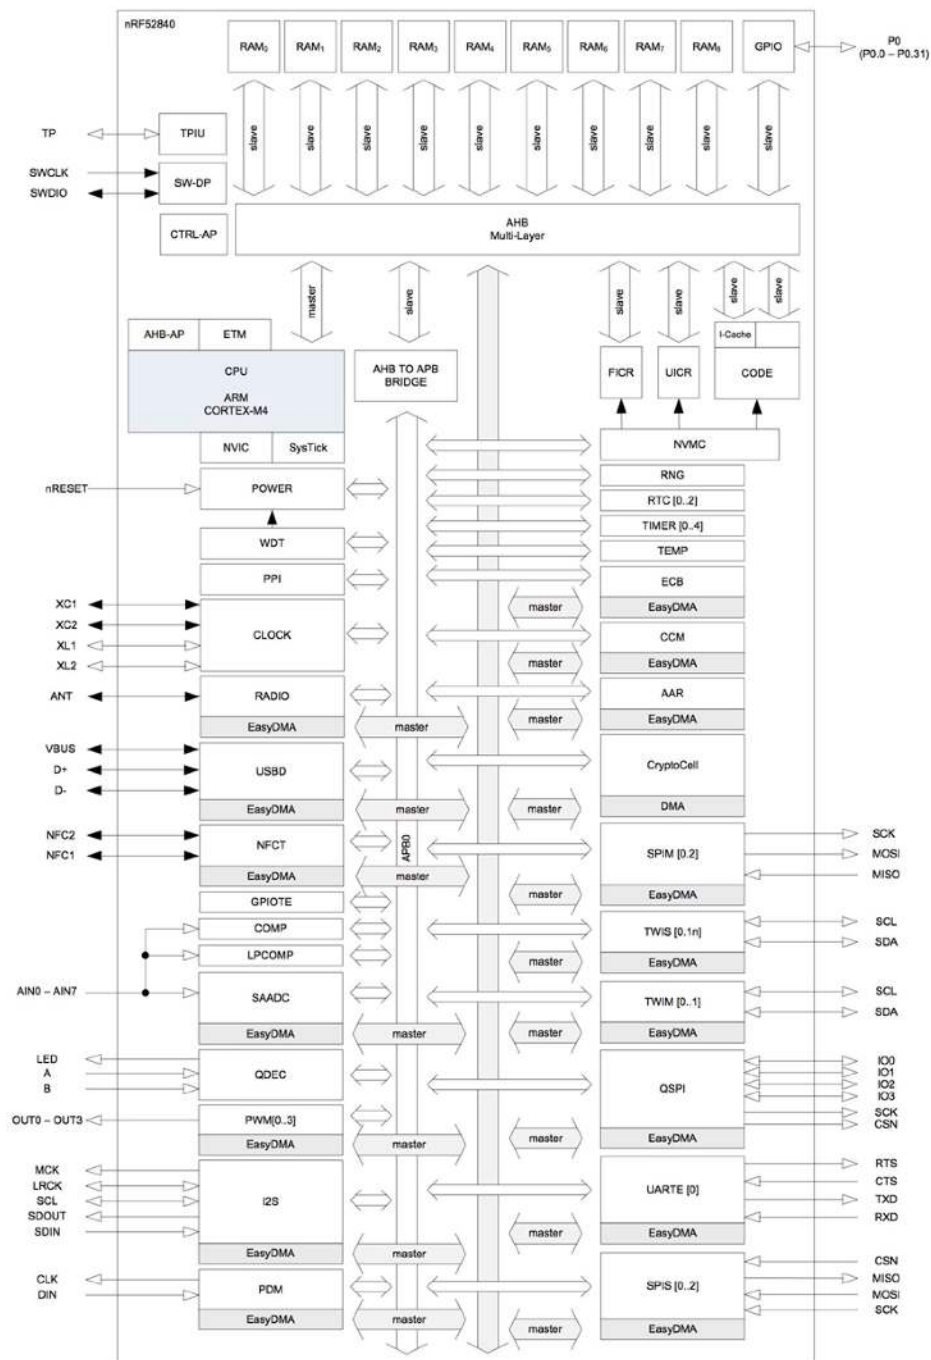 nRF52840
RAM0 RAM1 RAM2 RAM3 RAM4 RAM5 RAM6 RAM7 RAM8 GPIO
P0
(P0.0 – P0.31)
slave slave slave slave slave slave slave slave slave slave
TP TPIU
SWCLK
SW-DP
SWDIO
CTRL-AP
AHB
Multi-Layer
master slave slave slave slave slave
AHB-AP ETM
I-Cache
CPU
ARM
CORTEX-M4
AHB TO APB
BRIDGE
FICR UICR CODE
NVIC SysTick
NVMC
nRESET POWER
RNG
RTC [0..2]
WDT
TIMER [0..4]
TEMP
PPI
ECB
master EasyDMA
XC1
XC2
XL1
XL2
CLOCK
CCM
master EasyDMA
ANT RADIO
EasyDMA master
AAR
master EasyDMA
VBUS
D+
D-
USBD
EasyDMA master
CryptoCell
master DMA
NFC2
NFC1
NFCT
EasyDMA master
APB0
SPIM [0.2]
master EasyDMA
SCK
MOSI
MISO
GPIOTE
COMP
LPCOMP
AIN0 – AIN7 SAADC
EasyDMA master
TWIS [0.1n]
master EasyDMA
SCL
SDA
TWIM [0..1]
master EasyDMA
SCL
SDA
LED
A
B
QDEC
QSPI
master EasyDMA
IO0
IO1
IO2
IO3
SCK
CSN
OUT0 – OUT3 PWM[0..3]
EasyDMA master
MCK
LRCK
SCL
SDOUT
SDIN
I2S
EasyDMA master
UARTE [0]
master EasyDMA
RTS
CTS
TXD
RXD
CLK
DIN
PDM
EasyDMA master
SPIS [0..2]
master EasyDMA
CSN
MISO
MOSI
SCK